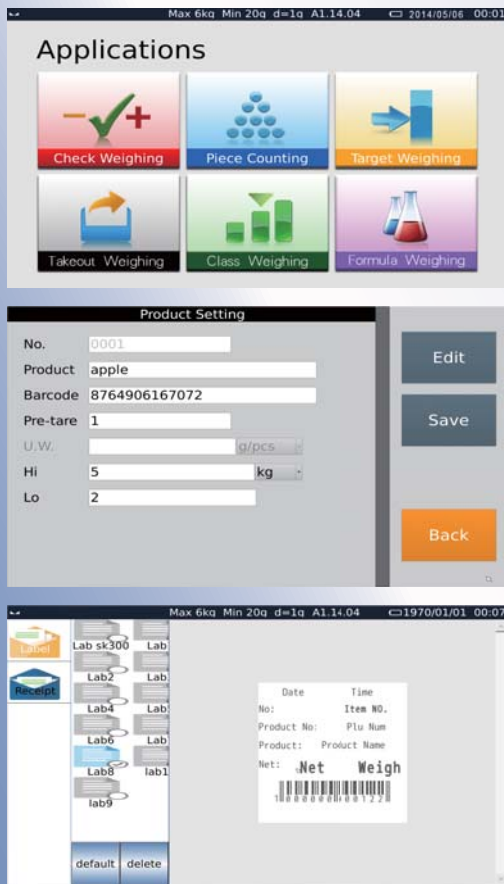 Max 6kg Min 20g d=1g A1.14.04 2014/05/06 00:01
Applications
Check Weighing Piece Counting Target Weighing
Takeout Weighing Class Weighing Formula Weighing
Product Setting
No. 0001
Edit
Product apple
Barcode 8764906167072
Save
Pre-tare 1
U.W. g/pcs
Hi 5 kg
Lo 2
Back
Max 6kg Min 20g d=1g A1.14.04 1970/01/01 00:07
Label
Receipt
Lab sk300 Lab
Lab2 Lab
Lab4 Lab
Lab6 Lab
Lab8 lab1
lab9
default delete
Date Time
No: Item NO.
Product No: Plu Num
Product: Product Name
Net: Net Weigh